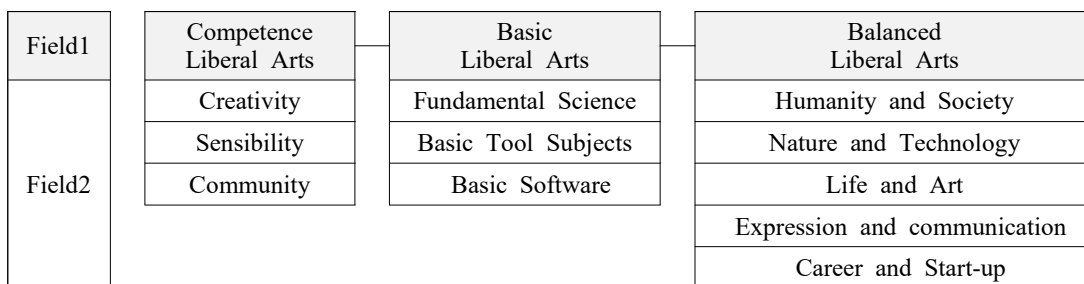 Field1
Competence
Liberal Arts
Basic
Liberal Arts
Balanced
Liberal Arts
Field2
Creativity
Sensibility
Community
Fundamental Science
Basic Tool Subjects
Basic Software
Humanity and Society
Nature and Technology
Life and Art
Expression and communication
Career and Start-up